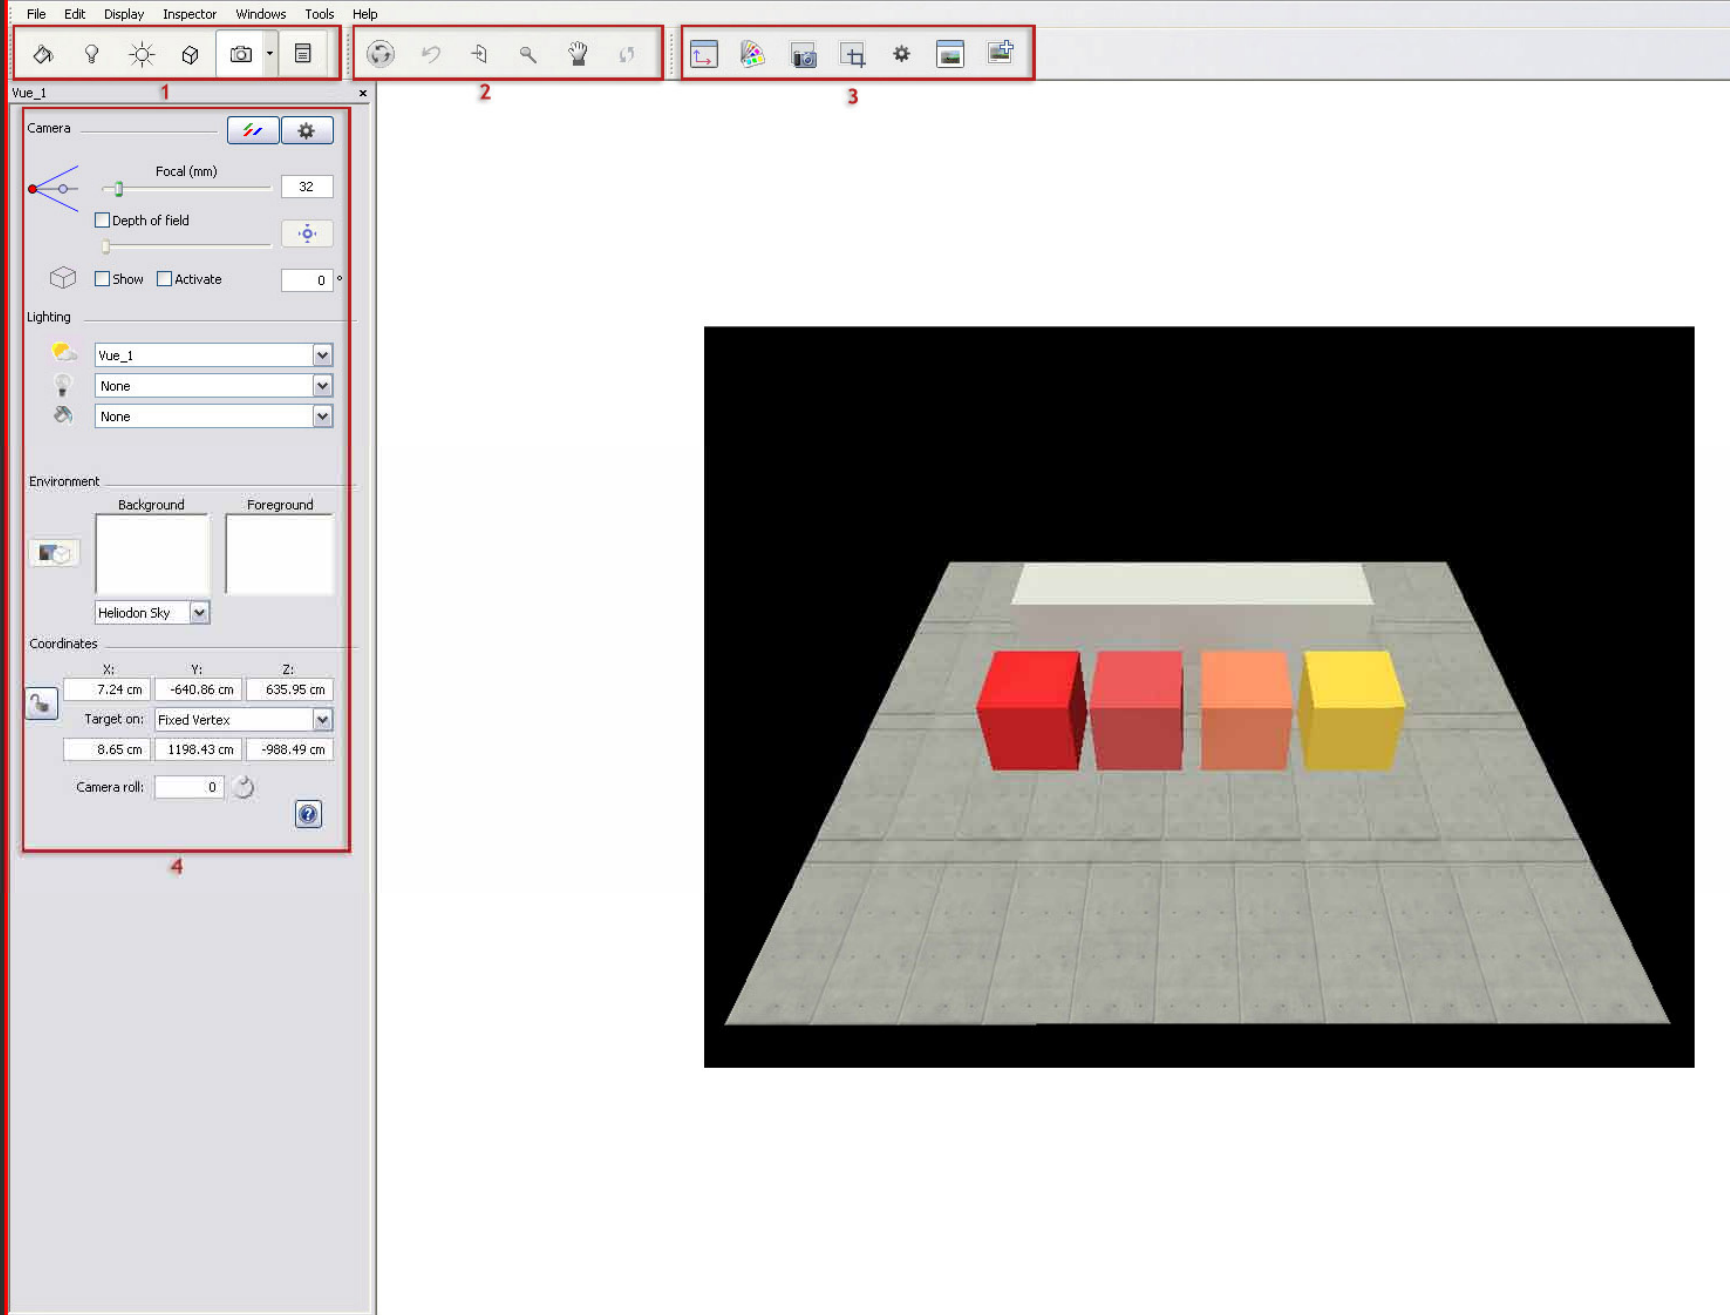 File Edit Display Inspector Windows Tools Help
1 2 3
Vue_1 ×
Camera
Focal (mm)
32
Depth of field
Show Activate 0 °
Lighting
Vue_1
None
None
Environment
Background Foreground
Heliodon Sky
Coordinates
X: Y: Z:
7.24 cm -640.86 cm 635.95 cm
Target on: Fixed Vertex
8.65 cm 1198.43 cm -988.49 cm
Camera roll: 0
?
4